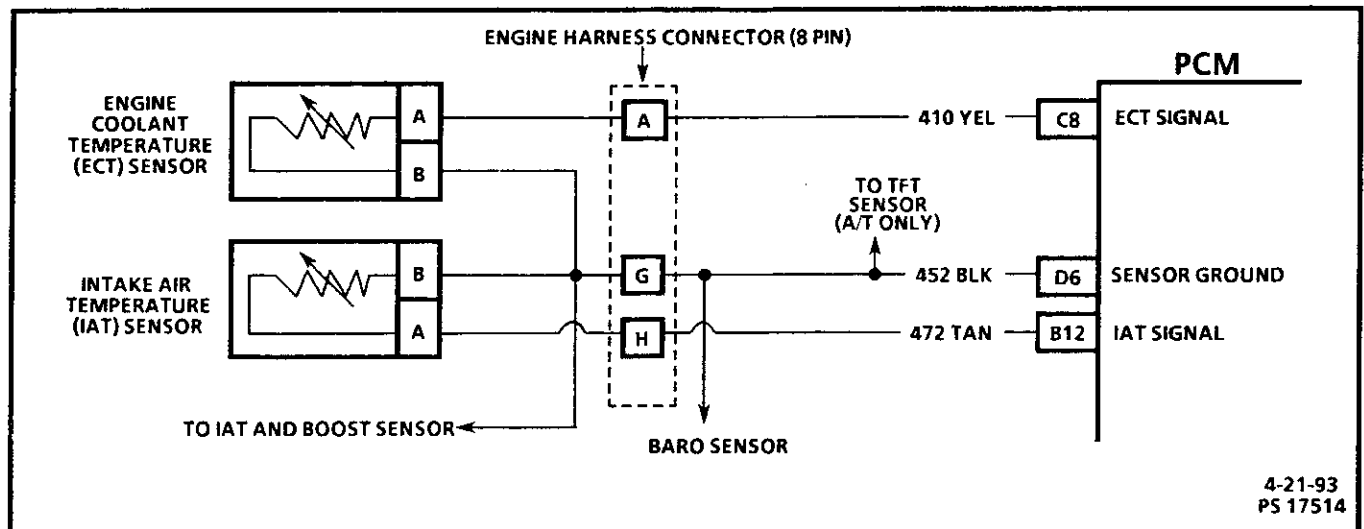 ENGINE HARNESS CONNECTOR (8 PIN)
PCM
ENGINE
COOLANT
TEMPERATURE
(ECT) SENSOR
A
B
A
410 YEL
C8
ECT SIGNAL
TO TFT
SENSOR
(A/T ONLY)
INTAKE AIR
TEMPERATURE
(IAT) SENSOR
B
A
G
H
452 BLK
D6
SENSOR GROUND
472 TAN
B12
IAT SIGNAL
TO IAT AND BOOST SENSOR
BARO SENSOR
4-21-93
PS 17514